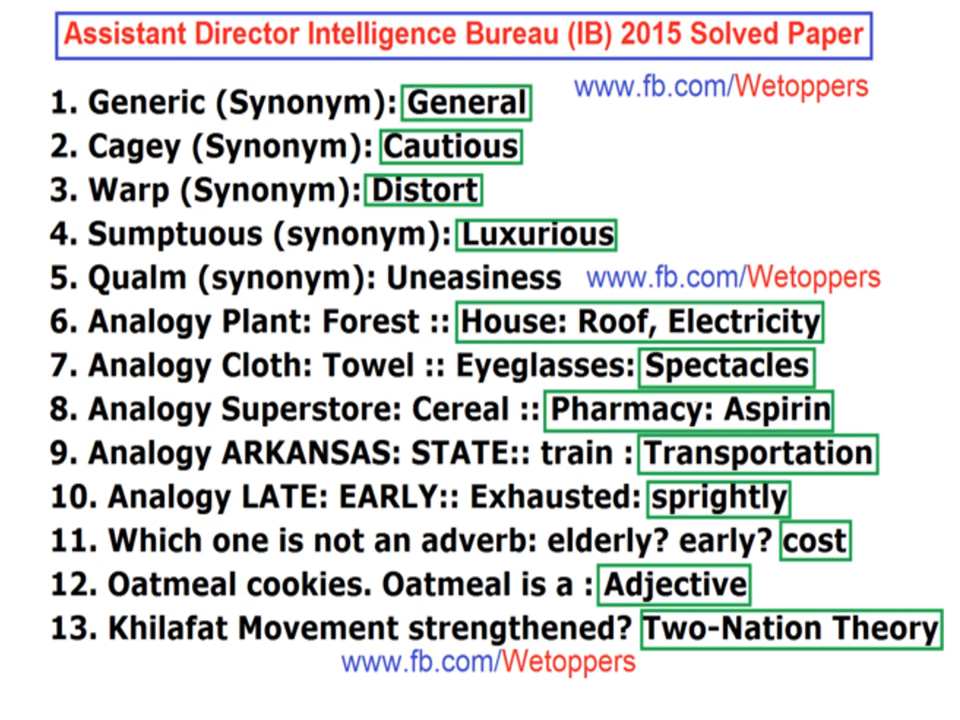 Assistant Director Intelligence Bureau (IB) 2015 Solved Paper
www.fb.com/Wetoppers
1. Generic (Synonym): General
2. Cagey (Synonym): Cautious
3. Warp (Synonym): Distort
4. Sumptuous (synonym): Luxurious
5. Qualm (synonym): Uneasiness www.fb.com/Wetoppers
6. Analogy Plant: Forest :: House: Roof, Electricity
7. Analogy Cloth: Towel :: Eyeglasses: Spectacles
8. Analogy Superstore: Cereal :: Pharmacy: Aspirin
9. Analogy ARKANSAS: STATE:: train : Transportation
10. Analogy LATE: EARLY:: Exhausted: sprightly
11. Which one is not an adverb: elderly? early? cost
12. Oatmeal cookies. Oatmeal is a : Adjective
13. Khilafat Movement strengthened? Two-Nation Theory
www.fb.com/Wetoppers